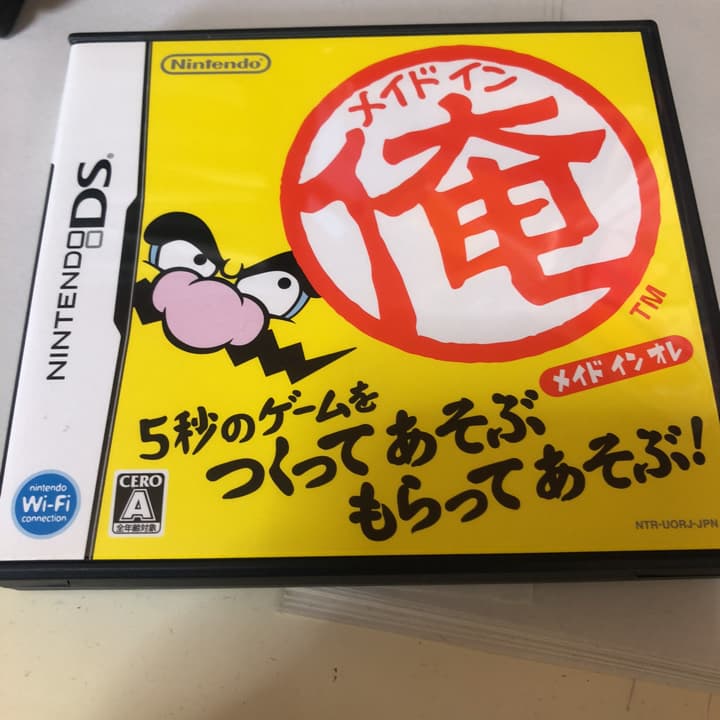 Nintendo
NINTENDO DS®
メイド イン
俺
TM
メイド イン オレ
5秒のゲームを
つくって あそぶ
もらって あそぶ!
nintendo
Wi-Fi
connection
CERO
A
全年齢対象
NTR-UORJ-JPN